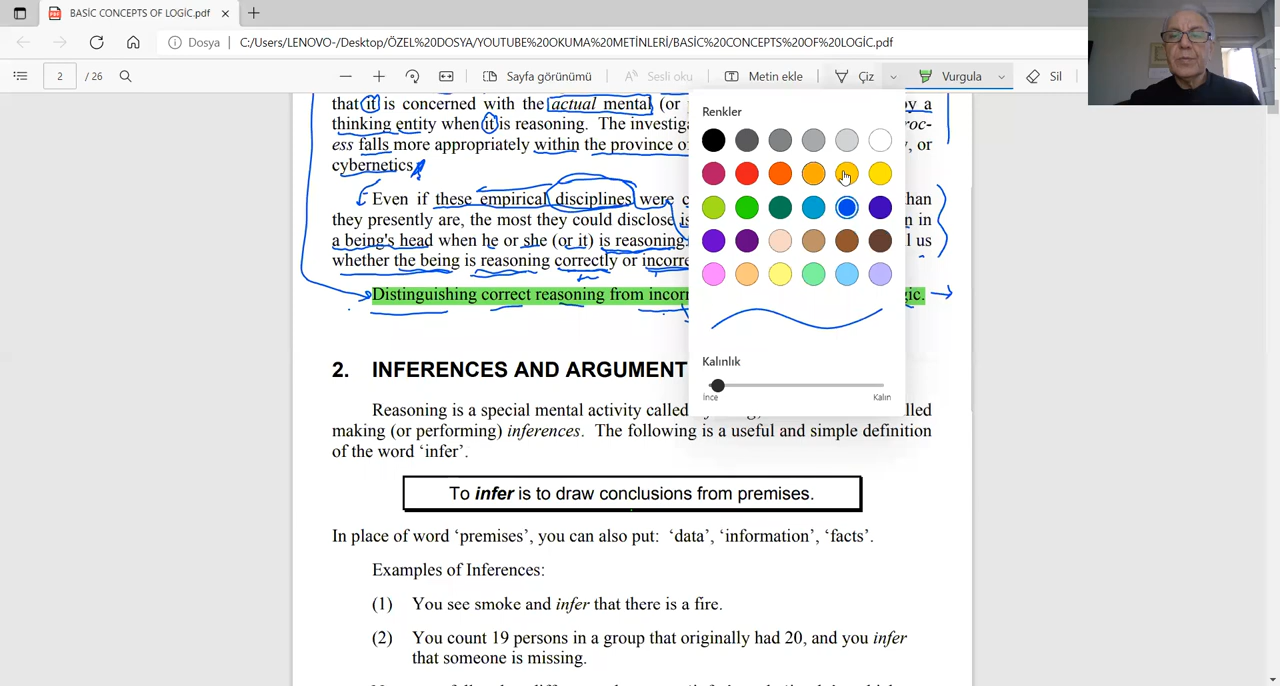 BASİC CONCEPTS OF LOGİC.pdf
Dosya C:/Users/LENOVO-/Desktop/ÖZEL%20DOSYA/YOUTUBE%20OKUMA%20METİNLERİ/BASİC%20CONCEPTS%20OF%20LOGİC.pdf
2 / 26 Sayfa görünümü Sesli oku Metin ekle Çiz Vurgula Sil
Renkler
Kalınlık
İnce Kalın
that it is concerned with the actual mental (or by a
thinking entity when it is reasoning. The investiga roc-
ess falls more appropriately within the province of or
cybernetics
Even if these empirical disciplines were than
they presently are, the most they could disclose in
a being's head when he or she (or it) is reasoning. l us
whether the being is reasoning correctly or incorre
Distinguishing correct reasoning from incorr gic.
2. INFERENCES AND ARGUMENT
Reasoning is a special mental activity called lled
making (or performing) inferences. The following is a useful and simple definition
of the word ‘infer’.
To infer is to draw conclusions from premises.
In place of word ‘premises’, you can also put: ‘data’, ‘information’, ‘facts’.
Examples of Inferences:
(1) You see smoke and infer that there is a fire.
(2) You count 19 persons in a group that originally had 20, and you infer
that someone is missing.